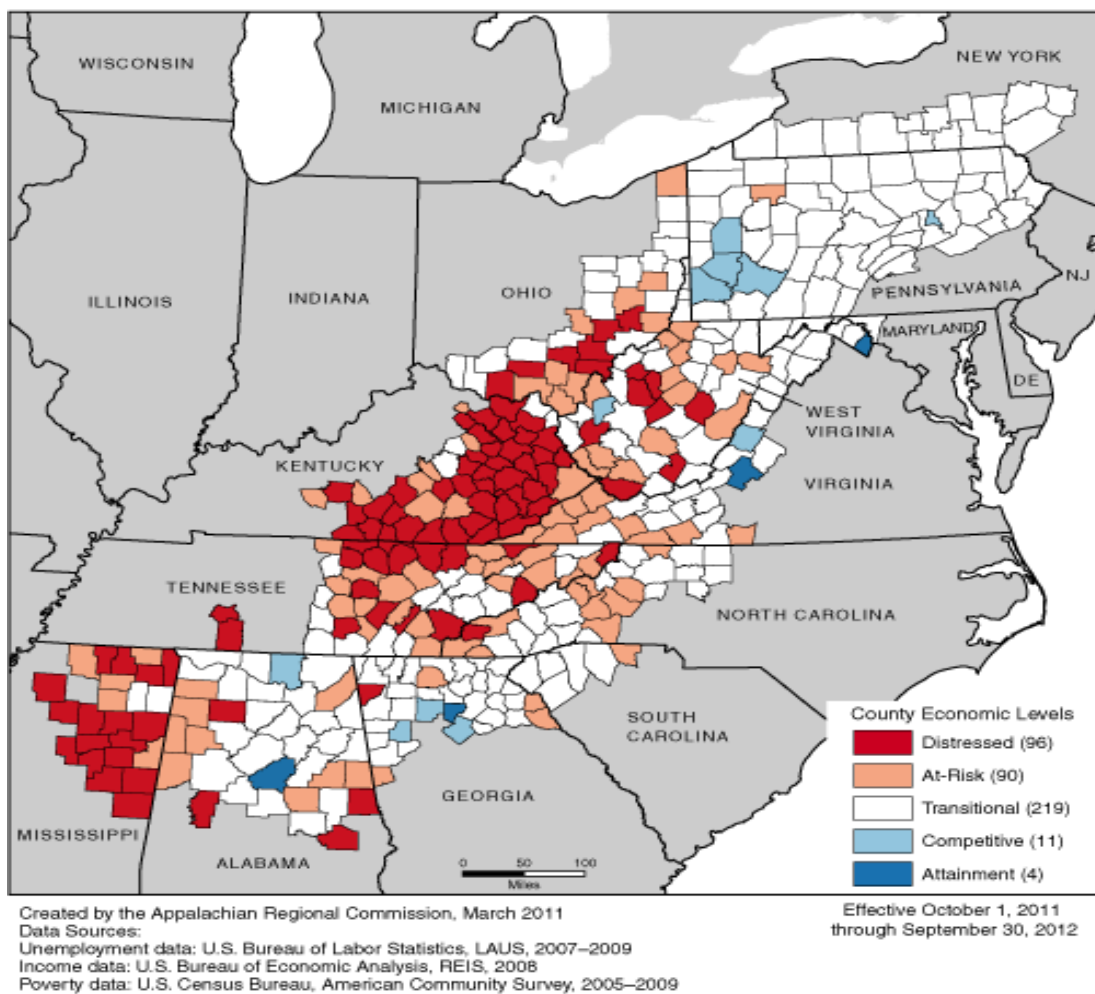 WISCONSIN
MICHIGAN
NEW YORK
ILLINOIS
INDIANA
OHIO
PENNSYLVANIA
NJ
MARYLAND
DE
WEST
VIRGINIA
KENTUCKY
VIRGINIA
TENNESSEE
NORTH CAROLINA
SOUTH
CAROLINA
GEORGIA
MISSISSIPPI
ALABAMA
0 50 100
Miles
County Economic Levels
Distressed (96)
At-Risk (90)
Transitional (219)
Competitive (11)
Attainment (4)
Created by the Appalachian Regional Commission, March 2011
Data Sources:
Unemployment data: U.S. Bureau of Labor Statistics, LAUS, 2007–2009
Income data: U.S. Bureau of Economic Analysis, REIS, 2008
Poverty data: U.S. Census Bureau, American Community Survey, 2005–2009
Effective October 1, 2011
through September 30, 2012